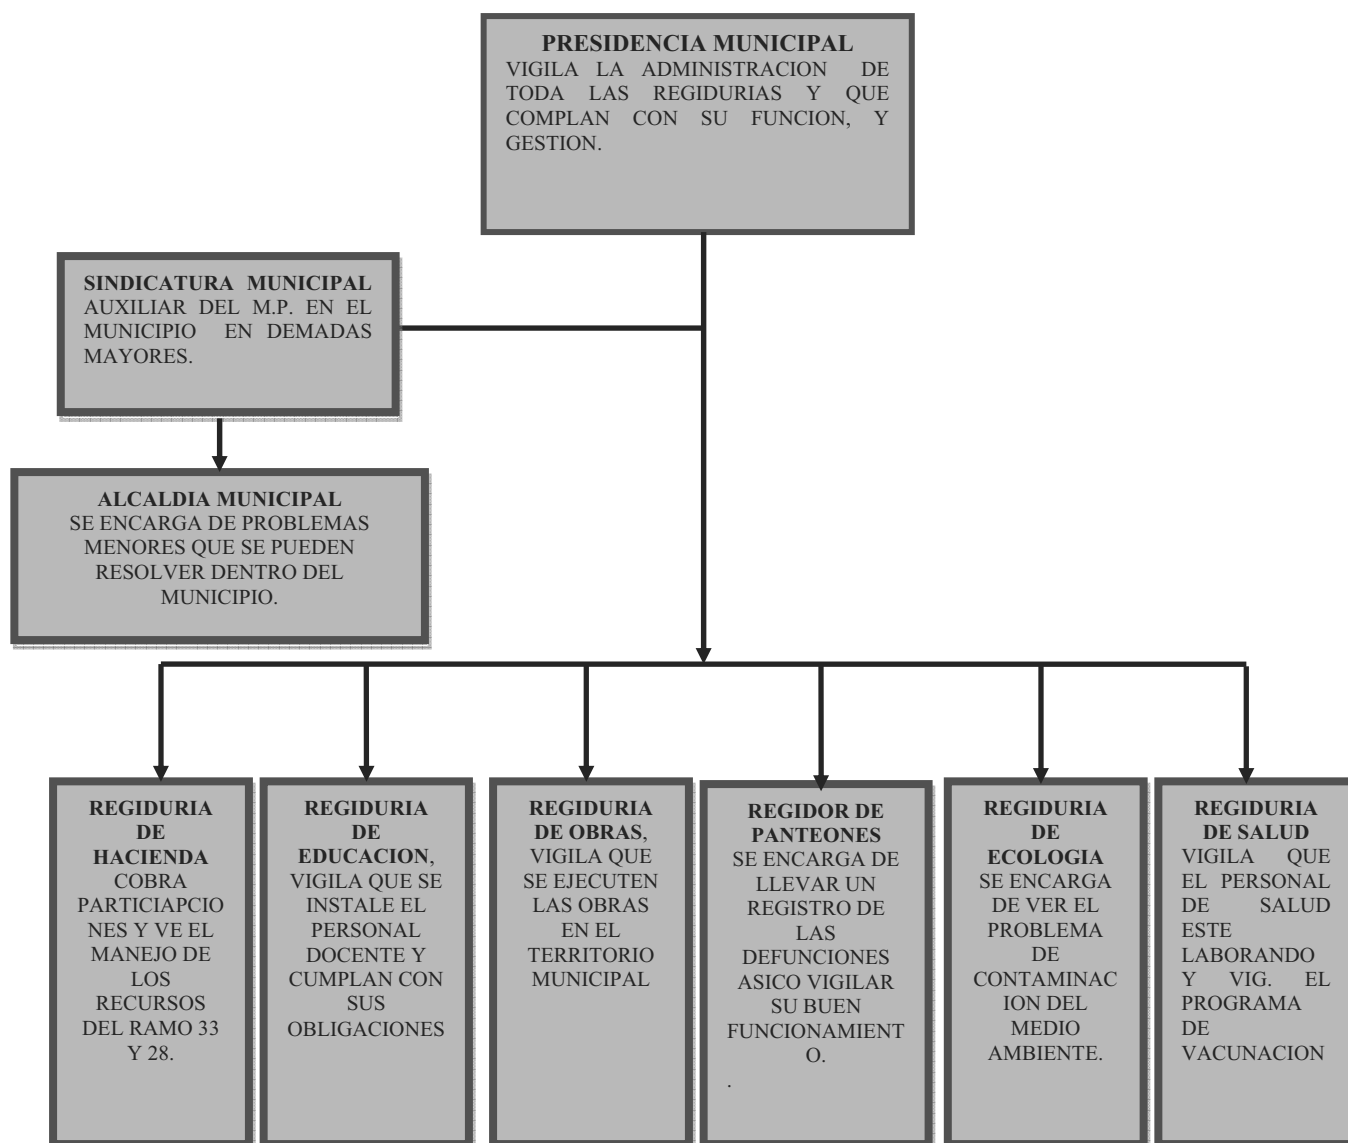 PRESIDENCIA MUNICIPAL
VIGILA LA ADMINISTRACION DE
TODA LAS REGIDURIAS Y QUE
COMPLAN CON SU FUNCION, Y
GESTION.
SINDICATURA MUNICIPAL
AUXILIAR DEL M.P. EN EL
MUNICIPIO EN DEMADAS
MAYORES.
ALCALDIA MUNICIPAL
SE ENCARGA DE PROBLEMAS
MENORES QUE SE PUEDEN
RESOLVER DENTRO DEL
MUNICIPIO.
REGIDURIA
DE
HACIENDA
COBRA
PARTICIAPCIO
NES Y VE EL
MANEJO DE
LOS
RECURSOS
DEL RAMO 33
Y 28.
REGIDURIA
DE
EDUCACION,
VIGILA QUE SE
INSTALE EL
PERSONAL
DOCENTE Y
CUMPLAN CON
SUS
OBLIGACIONES
REGIDURIA
DE OBRAS,
VIGILA QUE
SE EJECUTEN
LAS OBRAS
EN EL
TERRITORIO
MUNICIPAL
REGIDOR DE
PANTEONES
SE ENCARGA DE
LLEVAR UN
REGISTRO DE
LAS
DEFUNCIONES
ASICO VIGILAR
SU BUEN
FUNCIONAMIENT
O.
.
REGIDURIA
DE
ECOLOGIA
SE ENCARGA
DE VER EL
PROBLEMA
DE
CONTAMINAC
ION DEL
MEDIO
AMBIENTE.
REGIDURIA
DE SALUD
VIGILA QUE
EL PERSONAL
DE SALUD
ESTE
LABORANDO
Y VIG. EL
PROGRAMA
DE
VACUNACION